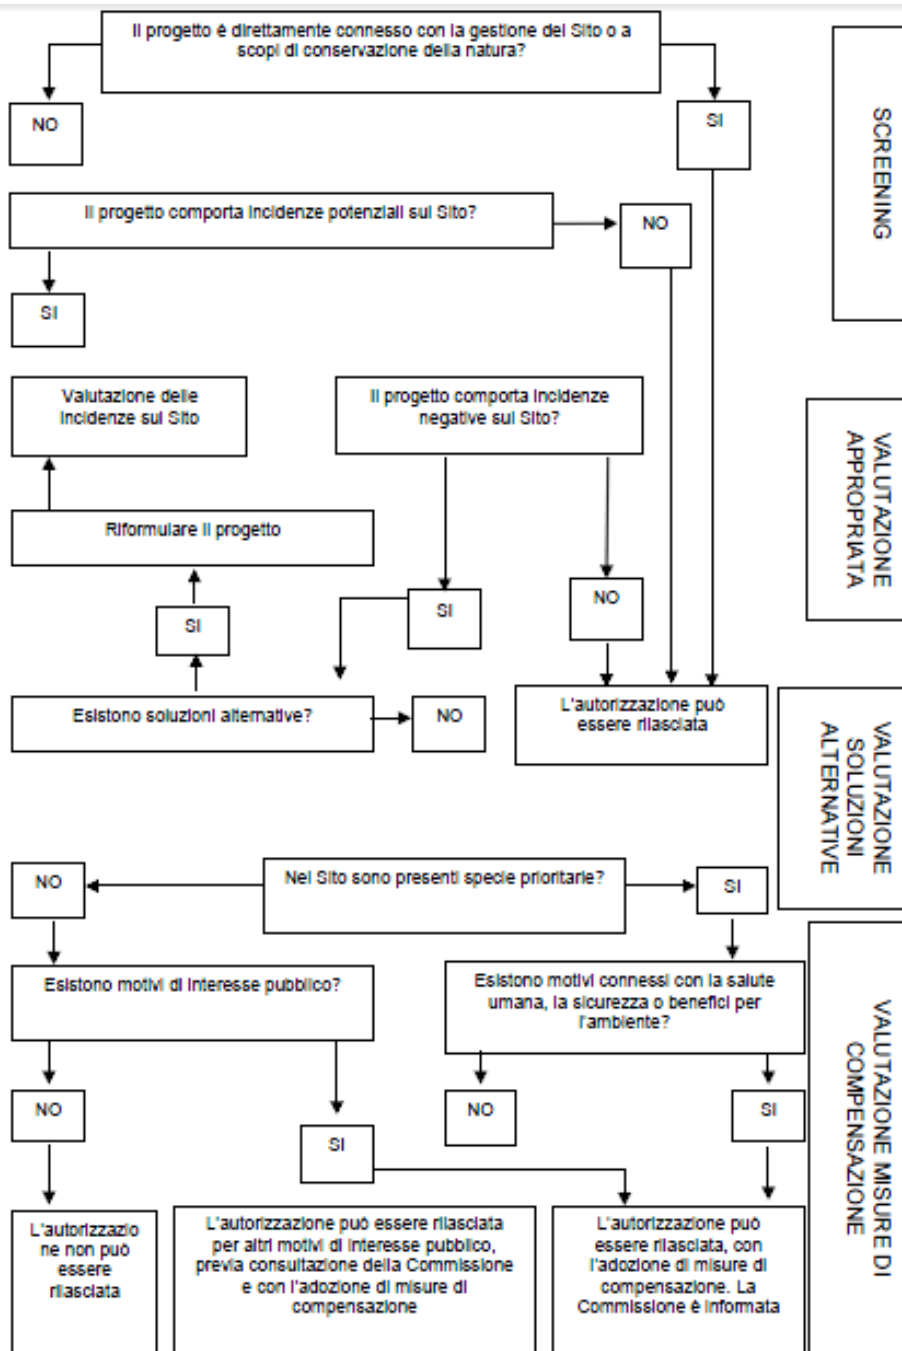 Il progetto è direttamente connesso con la gestione del Sito o a
scopi di conservazione della natura?
NO
SI
SCREENING
Il progetto comporta incidenze potenziali sul Sito?
NO
SI
Valutazione delle
incidenze sul Sito
Il progetto comporta incidenze
negative sul Sito?
VALUTAZIONE
APPROPRIATA
Riformulare il progetto
SI
SI
NO
Esistono soluzioni alternative?
NO
L'autorizzazione può
essere rilasciata
VALUTAZIONE
SOLUZIONI
ALTERNATIVE
NO
Nel Sito sono presenti specie prioritarie?
SI
Esistono motivi di interesse pubblico?
Esistono motivi connessi con la salute
umana, la sicurezza o benefici per
l'ambiente?
VALUTAZIONE MISURE DI
COMPENSAZIONE
NO
SI
NO
SI
L'autorizzazio
ne non può
essere
rilasciata
L'autorizzazione può essere rilasciata
per altri motivi di interesse pubblico,
previa consultazione della Commissione
e con l'adozione di misure di
compensazione
L'autorizzazione può
essere rilasciata, con
l'adozione di misure di
compensazione. La
Commissione è informata